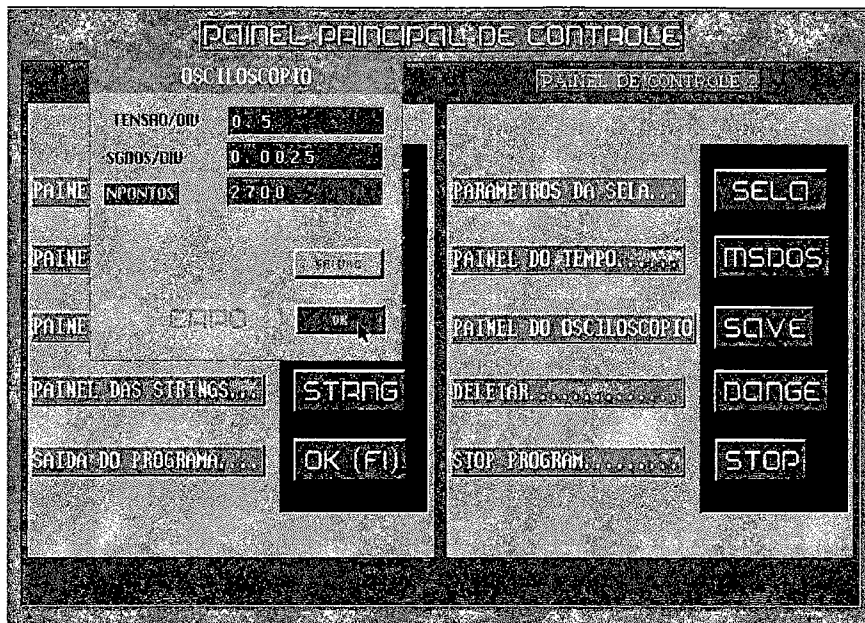 PAINEL PRINCIPAL DE CONTROLE
OSCILOSCOPIO
TENSAO/DIV 0.5
SGDOS/DIV 0.0025
NPONTOS 2700
OK
PAINE
PAINE
PAINE
PAINEL DAS STRINGS... STRNG
SAIDA DO PROGRAMA.... OK (F1)
PAINEL DE CONTROLE 2
PARAMETROS DA SELA... SELA
PAINEL DO TEMPO...... MSDOS
PAINEL DO OSCILOSCOPIO SAVE
DELETAR............. DANGE
STOP PROGRAM........ STOP